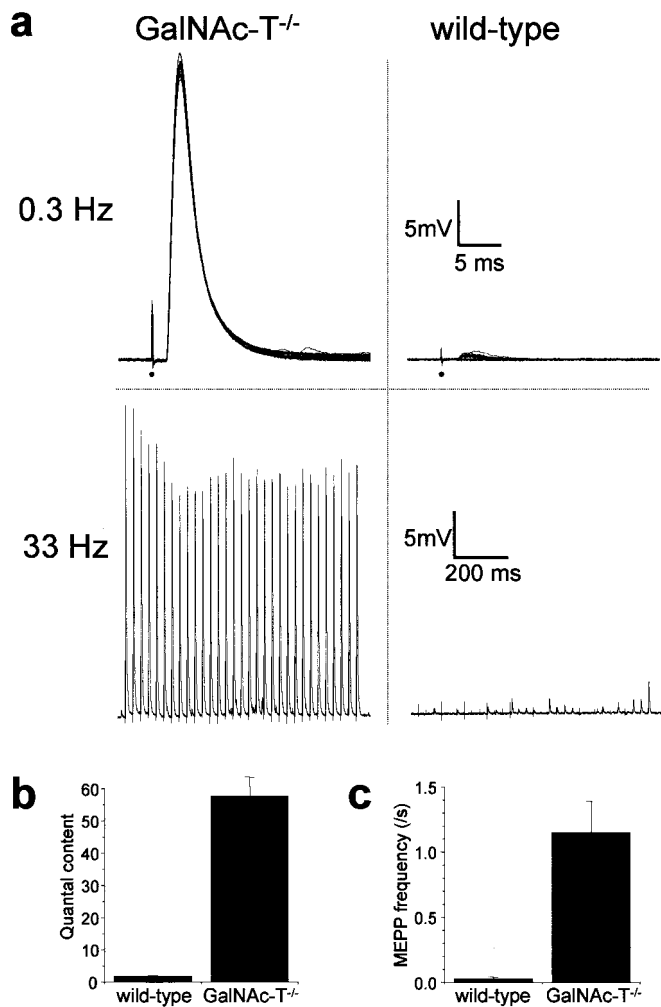 a
GalNAc-T-/-
wild-type
0.3 Hz
5mV
5 ms
33 Hz
5mV
200 ms
b
Quantal content
60
50
40
30
20
10
0
wild-type
GalNAc-T-/-
c
MEPP frequency (/s)
1.5
1.0
0.5
0.0
wild-type
GalNAc-T-/-